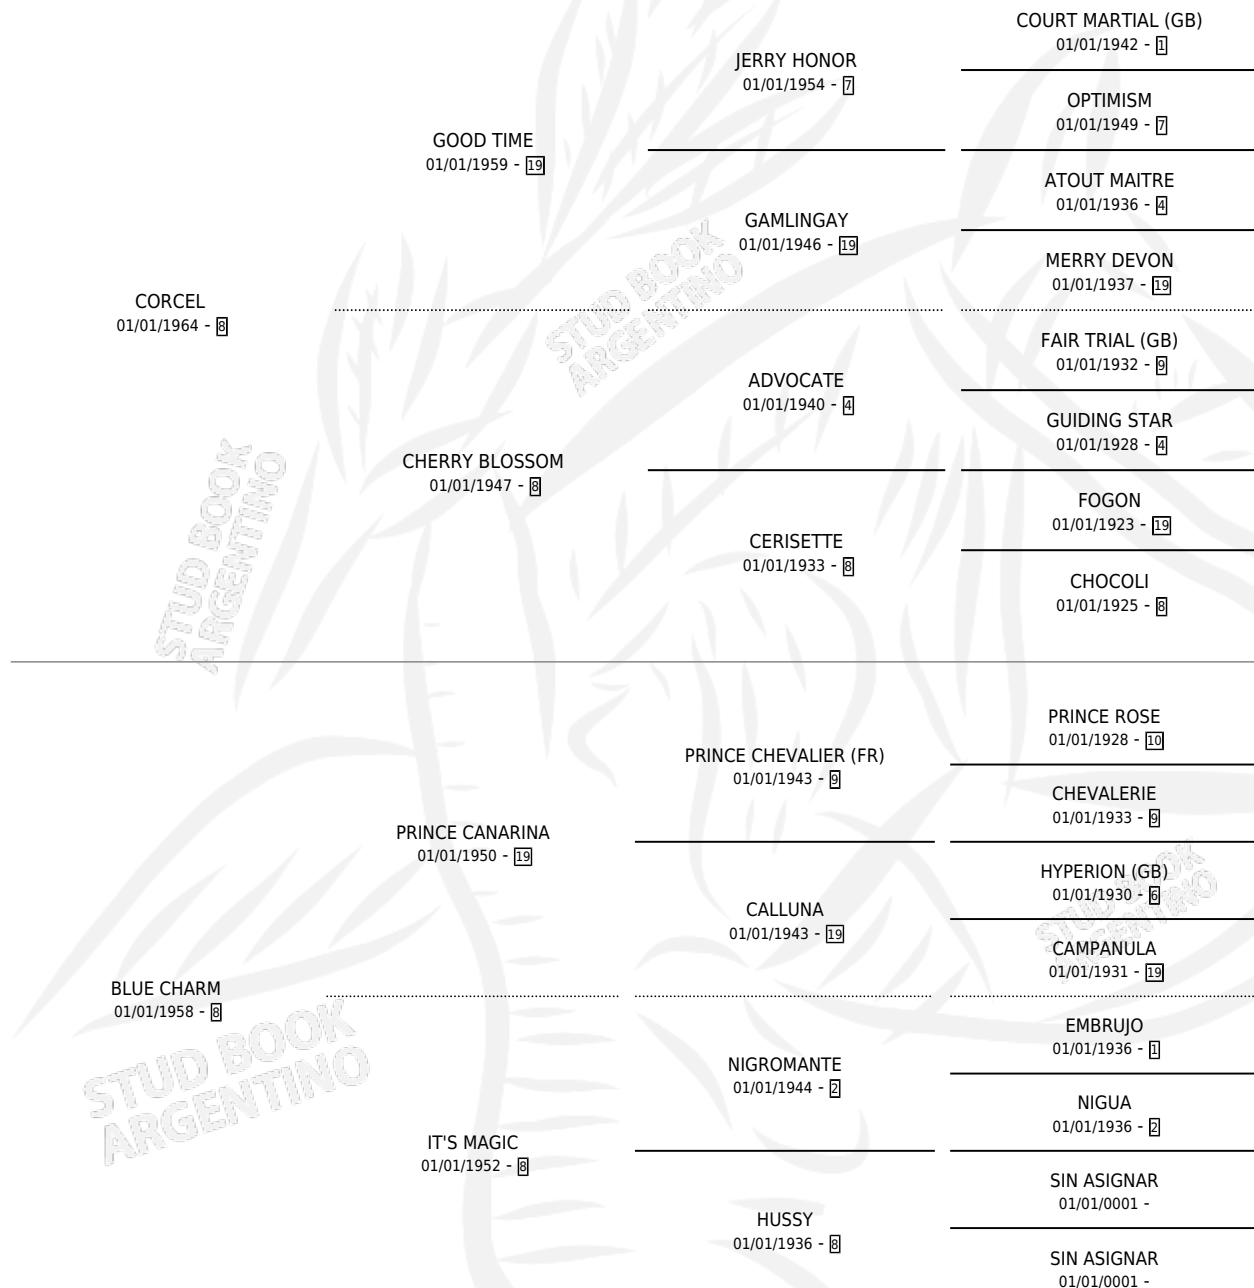 COURT MARTIAL (GB)
01/01/1942 - 1
JERRY HONOR
01/01/1954 - 7
OPTIMISM
01/01/1949 - 7
GOOD TIME
01/01/1959 - 19
ATOUT MAITRE
01/01/1936 - 4
GAMLINGAY
01/01/1946 - 19
MERRY DEVON
01/01/1937 - 19
CORCEL
01/01/1964 - 8
FAIR TRIAL (GB)
01/01/1932 - 9
ADVOCATE
01/01/1940 - 4
GUIDING STAR
01/01/1928 - 4
CHERRY BLOSSOM
01/01/1947 - 8
FOGON
01/01/1923 - 19
CERISETTE
01/01/1933 - 8
CHOCOLI
01/01/1925 - 8
PRINCE ROSE
01/01/1928 - 10
PRINCE CHEVALIER (FR)
01/01/1943 - 9
CHEVALERIE
01/01/1933 - 9
PRINCE CANARINA
01/01/1950 - 19
HYPERION (GB)
01/01/1930 - 6
CALLUNA
01/01/1943 - 19
CAMPANULA
01/01/1931 - 19
BLUE CHARM
01/01/1958 - 8
EMBRUJO
01/01/1936 - 1
NIGROMANTE
01/01/1944 - 2
NIGUA
01/01/1936 - 2
IT'S MAGIC
01/01/1952 - 8
SIN ASIGNAR
01/01/0001 -
HUSSY
01/01/1936 - 8
SIN ASIGNAR
01/01/0001 -
STUD BOOK
ARGENTINO
STUD BOOK
ARGENTINO
STUD BOOK
ARGENTINO
STUD BOOK
ARGENTINO